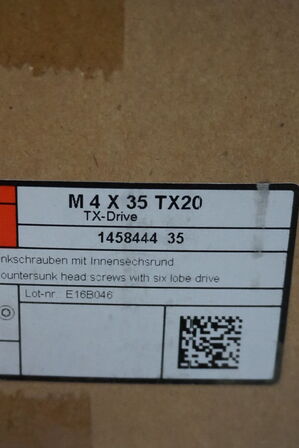 M 4 X 35 TX20
TX-Drive
1458444 35
nkschrauben mit Innensechsrund
ountersunk head screws with six lobe drive
Lot-nr E16B046